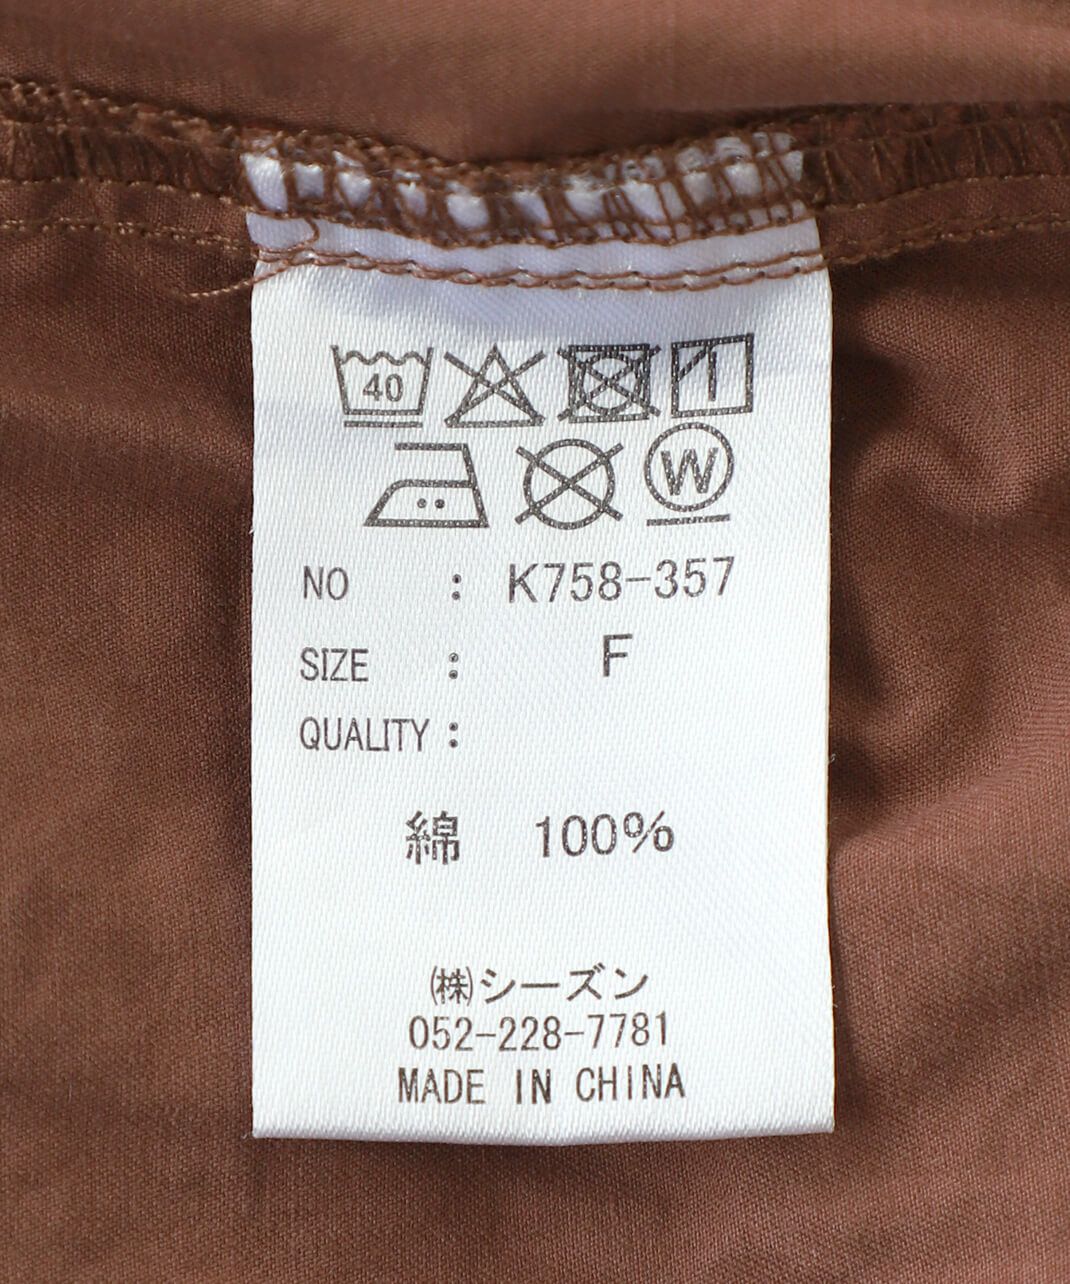 40
W
NO : K758-357
SIZE : F
QUALITY :
綿 100%
㈱シーズン
052-228-7781
MADE IN CHINA